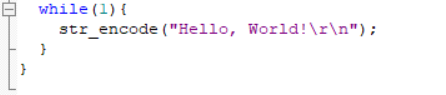 while(1){
str_encode("Hello, World!\r\n");
}
}